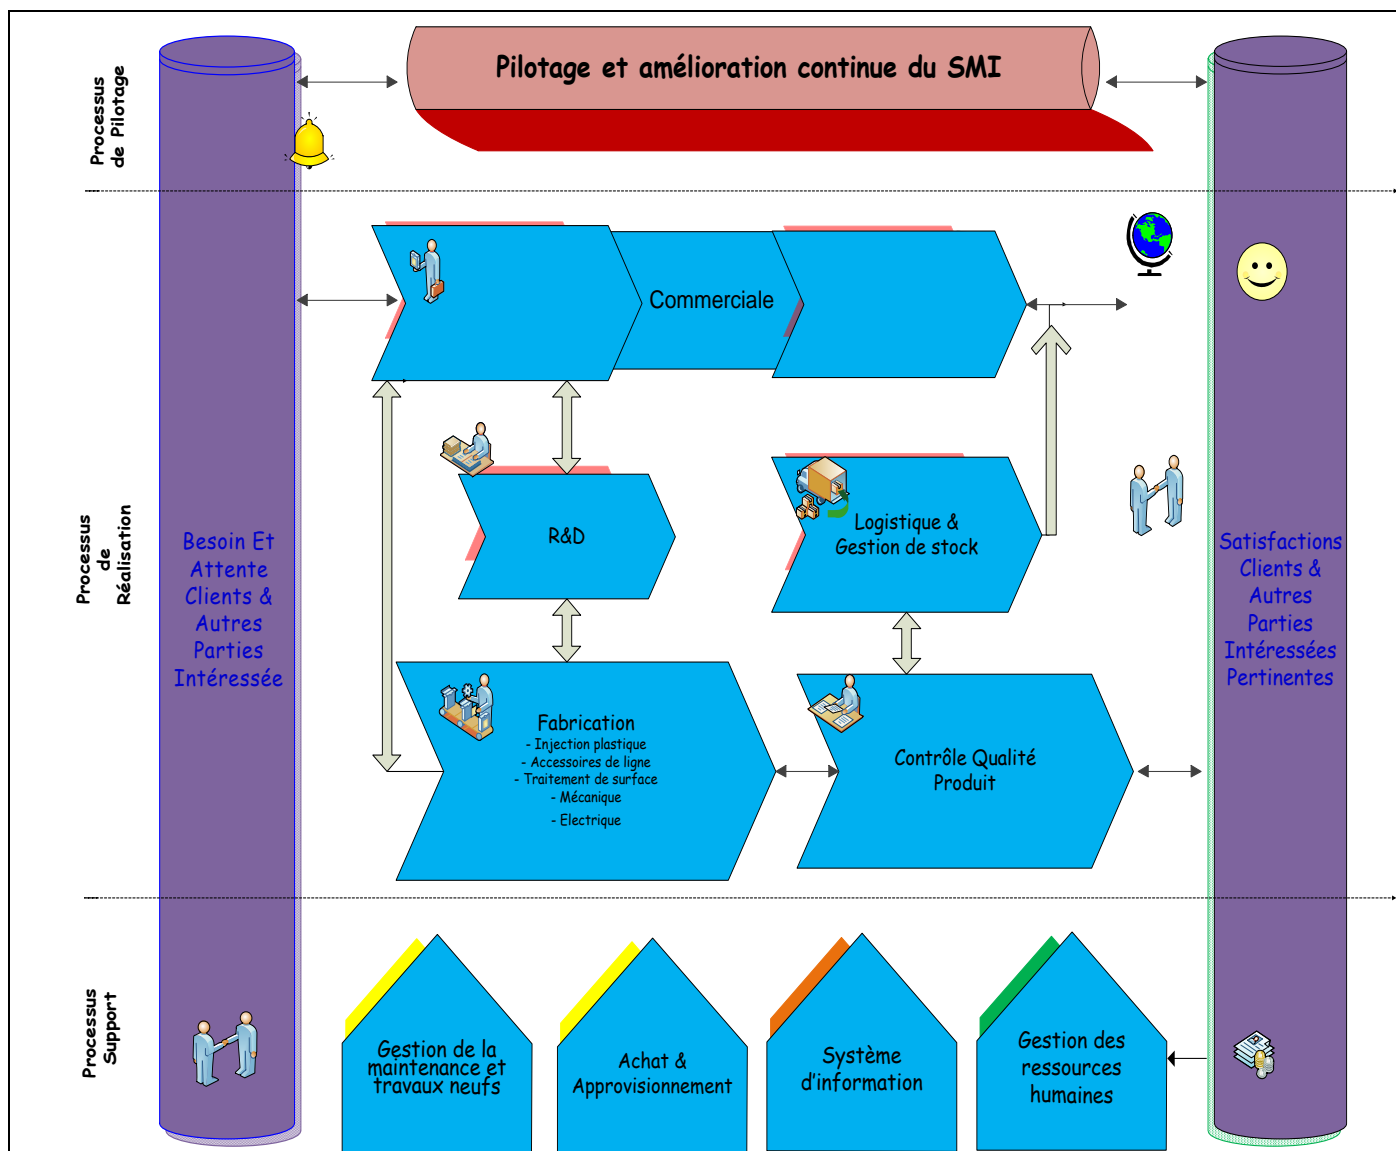 Processus
de Pilotage
Pilotage et amélioration continue du SMI
Processus
de
Réalisation
Besoin Et
Attente
Clients &
Autres
Parties
Intéressée
Commerciale
R&D
Logistique &
Gestion de stock
Fabrication
- Injection plastique
- Accessoires de ligne
- Traitement de surface
- Mécanique
- Electrique
Contrôle Qualité
Produit
Satisfactions
Clients &
Autres
Parties
Intéressées
Pertinentes
Processus
Support
Gestion de la
maintenance et
travaux neufs
Achat &
Approvisionnement
Système
d'information
Gestion des
ressources
humaines